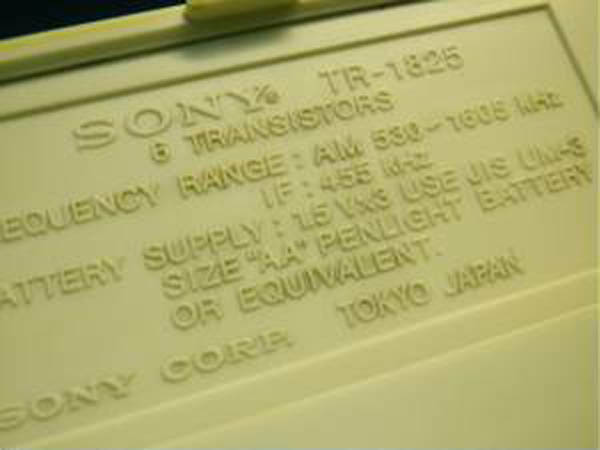 SONY® TR-1825
6 TRANSISTORS
EQUENCY RANGE: AM 530-1605 kHz
IF: 455 kHz
ATTERY SUPPLY: 1.5V×3 USE JIS UM-3
SIZE "AA" PENLIGHT BATTERY
OR EQUIVALENT.
SONY CORP. TOKYO JAPAN